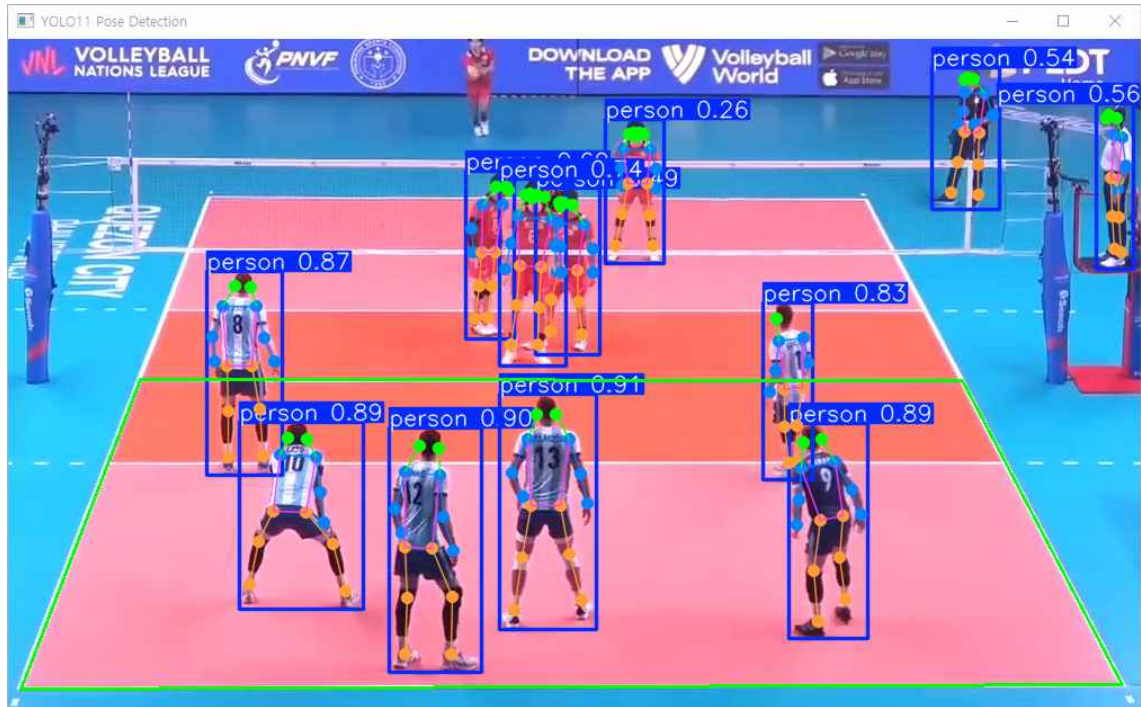 YOLO11 Pose Detection
VNL
VOLLEYBALL
NATIONS LEAGUE
PNVF
DOWNLOAD
THE APP
Volleyball
World
Google Play
App Store
person 0.54
person 0.56
person 0.26
QUEZON CITY
person 0.87
person 0.83
person 0.91
person 0.89
person 0.90
person 0.89
8
1
10
12
13
9